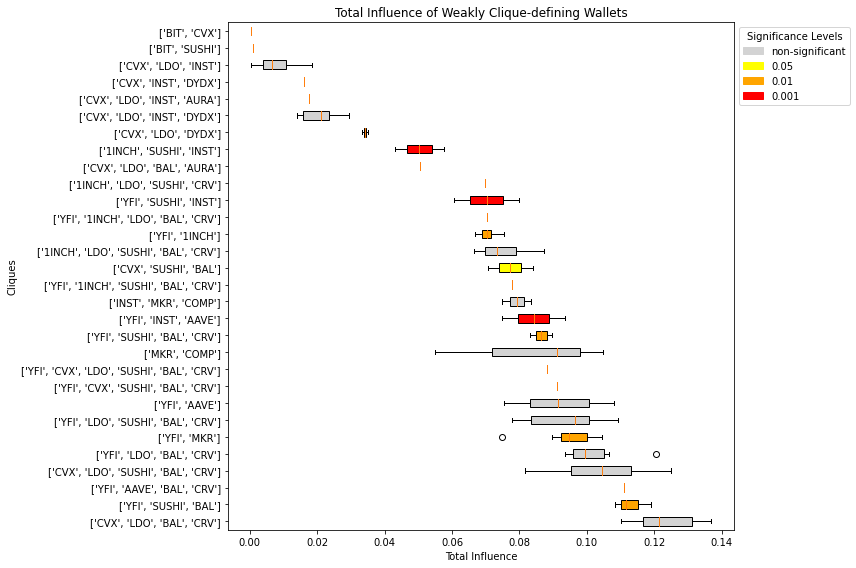 Total Influence of Weakly Clique-defining Wallets
Significance Levels
non-significant
0.05
0.01
0.001
Cliques
['BIT', 'CVX']
['BIT', 'SUSHI']
['CVX', 'LDO', 'INST']
['CVX', 'INST', 'DYDX']
['CVX', 'LDO', 'INST', 'AURA']
['CVX', 'LDO', 'INST', 'DYDX']
['CVX', 'LDO', 'DYDX']
['1INCH', 'SUSHI', 'INST']
['CVX', 'LDO', 'BAL', 'AURA']
['1INCH', 'LDO', 'SUSHI', 'CRV']
['YFI', 'SUSHI', 'INST']
['YFI', '1INCH', 'LDO', 'BAL', 'CRV']
['YFI', '1INCH']
['1INCH', 'LDO', 'SUSHI', 'BAL', 'CRV']
['CVX', 'SUSHI', 'BAL']
['YFI', '1INCH', 'SUSHI', 'BAL', 'CRV']
['INST', 'MKR', 'COMP']
['YFI', 'INST', 'AAVE']
['YFI', 'SUSHI', 'BAL', 'CRV']
['MKR', 'COMP']
['YFI', 'CVX', 'LDO', 'SUSHI', 'BAL', 'CRV']
['YFI', 'CVX', 'SUSHI', 'BAL', 'CRV']
['YFI', 'AAVE']
['YFI', 'LDO', 'SUSHI', 'BAL', 'CRV']
['YFI', 'MKR']
['YFI', 'LDO', 'BAL', 'CRV']
['CVX', 'LDO', 'SUSHI', 'BAL', 'CRV']
['YFI', 'AAVE', 'BAL', 'CRV']
['YFI', 'SUSHI', 'BAL']
['CVX', 'LDO', 'BAL', 'CRV']
0.00 0.02 0.04 0.06 0.08 0.10 0.12 0.14
Total Influence